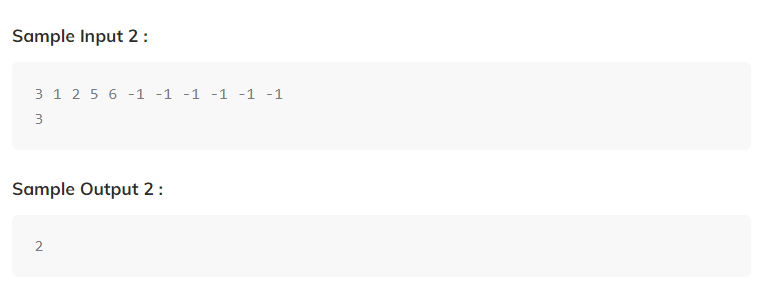 Sample Input 2 :
3 1 2 5 6 -1 -1 -1 -1 -1 -1
3
Sample Output 2 :
2